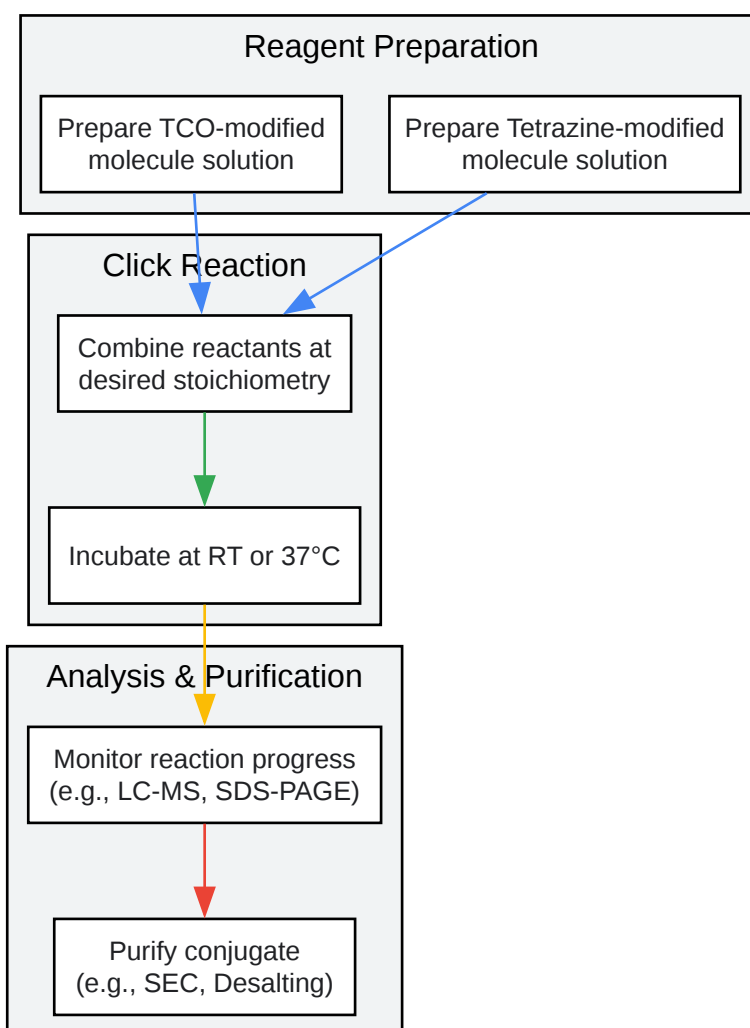 Reagent Preparation
Prepare TCO-modified
molecule solution
Prepare Tetrazine-modified
molecule solution
Click Reaction
Combine reactants at
desired stoichiometry
Incubate at RT or 37°C
Analysis & Purification
Monitor reaction progress
(e.g., LC-MS, SDS-PAGE)
Purify conjugate
(e.g., SEC, Desalting)